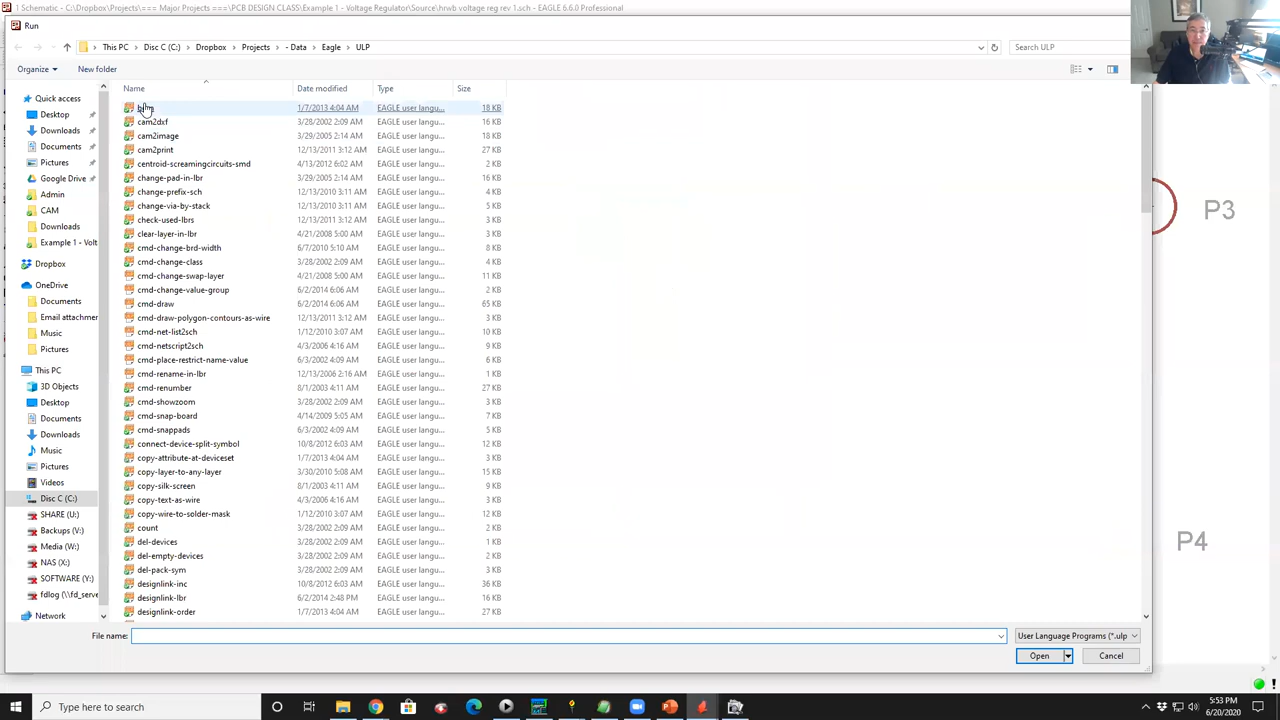 1 Schematic - C:\Dropbox\Projects\=== Major Projects ===\PCB DESIGN CLASS\Example 1 - Voltage Regulator\Source\hrwb voltage reg rev 1.sch - EAGLE 6.6.0 Professional
Run
This PC > Disc C (C:) > Dropbox > Projects > - Data > Eagle > ULP
Search ULP
Organize
New folder
Name Date modified Type Size
Quick access
Desktop
Downloads
Documents
Pictures
Google Drive
Admin
CAM
Downloads
Example 1 - Volt
Dropbox
OneDrive
Documents
Email attachmer
Music
Pictures
This PC
3D Objects
Desktop
Documents
Downloads
Music
Pictures
Videos
Disc C (C:)
SHARE (U:)
Backups (V:)
Media (W:)
NAS (X:)
SOFTWARE (Y:)
fdlog (\\fd_serve
Network
1/7/2013 4:04 AM EAGLE user langu... 18 KB
cam2dxf 3/28/2002 2:09 AM EAGLE user langu... 16 KB
cam2image 3/29/2005 2:14 AM EAGLE user langu... 18 KB
cam2print 12/13/2011 3:12 AM EAGLE user langu... 27 KB
centroid-screamingcircuits-smd 4/13/2012 6:02 AM EAGLE user langu... 2 KB
change-pad-in-lbr 3/29/2005 2:14 AM EAGLE user langu... 16 KB
change-prefix-sch 12/13/2010 3:11 AM EAGLE user langu... 4 KB
change-via-by-stack 12/13/2010 3:11 AM EAGLE user langu... 5 KB
check-used-lbrs 12/13/2011 3:12 AM EAGLE user langu... 3 KB
clear-layer-in-lbr 4/21/2008 5:00 AM EAGLE user langu... 3 KB
cmd-change-brd-width 6/7/2010 5:10 AM EAGLE user langu... 8 KB
cmd-change-class 3/28/2002 2:09 AM EAGLE user langu... 4 KB
cmd-change-swap-layer 4/21/2008 5:00 AM EAGLE user langu... 11 KB
cmd-change-value-group 6/2/2014 6:06 AM EAGLE user langu... 2 KB
cmd-draw 6/2/2014 6:06 AM EAGLE user langu... 65 KB
cmd-draw-polygon-contours-as-wire 12/13/2011 3:12 AM EAGLE user langu... 3 KB
cmd-net-list2sch 1/12/2010 3:07 AM EAGLE user langu... 10 KB
cmd-netscript2sch 4/3/2006 4:16 AM EAGLE user langu... 9 KB
cmd-place-restrict-name-value 6/3/2002 4:09 AM EAGLE user langu... 6 KB
cmd-rename-in-lbr 12/13/2006 2:16 AM EAGLE user langu... 1 KB
cmd-renumber 8/1/2003 4:11 AM EAGLE user langu... 27 KB
cmd-showzoom 3/28/2002 2:09 AM EAGLE user langu... 2 KB
cmd-snap-board 4/14/2009 5:05 AM EAGLE user langu... 7 KB
cmd-snappads 6/3/2002 4:09 AM EAGLE user langu... 5 KB
connect-device-split-symbol 10/8/2012 6:03 AM EAGLE user langu... 12 KB
copy-attribute-at-deviceset 1/7/2013 4:04 AM EAGLE user langu... 3 KB
copy-layer-to-any-layer 3/30/2010 5:08 AM EAGLE user langu... 15 KB
copy-silk-screen 8/1/2003 4:11 AM EAGLE user langu... 9 KB
copy-text-as-wire 4/3/2006 4:16 AM EAGLE user langu... 3 KB
copy-wire-to-solder-mask 1/12/2010 3:07 AM EAGLE user langu... 12 KB
count 3/28/2002 2:09 AM EAGLE user langu... 2 KB
del-devices 3/28/2002 2:09 AM EAGLE user langu... 1 KB
del-empty-devices 3/28/2002 2:09 AM EAGLE user langu... 2 KB
del-pack-sym 3/28/2002 2:09 AM EAGLE user langu... 3 KB
designlink-inc 10/8/2012 6:03 AM EAGLE user langu... 36 KB
designlink-lbr 6/2/2014 2:48 PM EAGLE user langu... 16 KB
designlink-order 1/7/2013 4:04 AM EAGLE user langu... 27 KB
P3
P4
File name:
User Language Programs (*.ulp
Open
Cancel
Type here to search
5:53 PM
6/20/2020